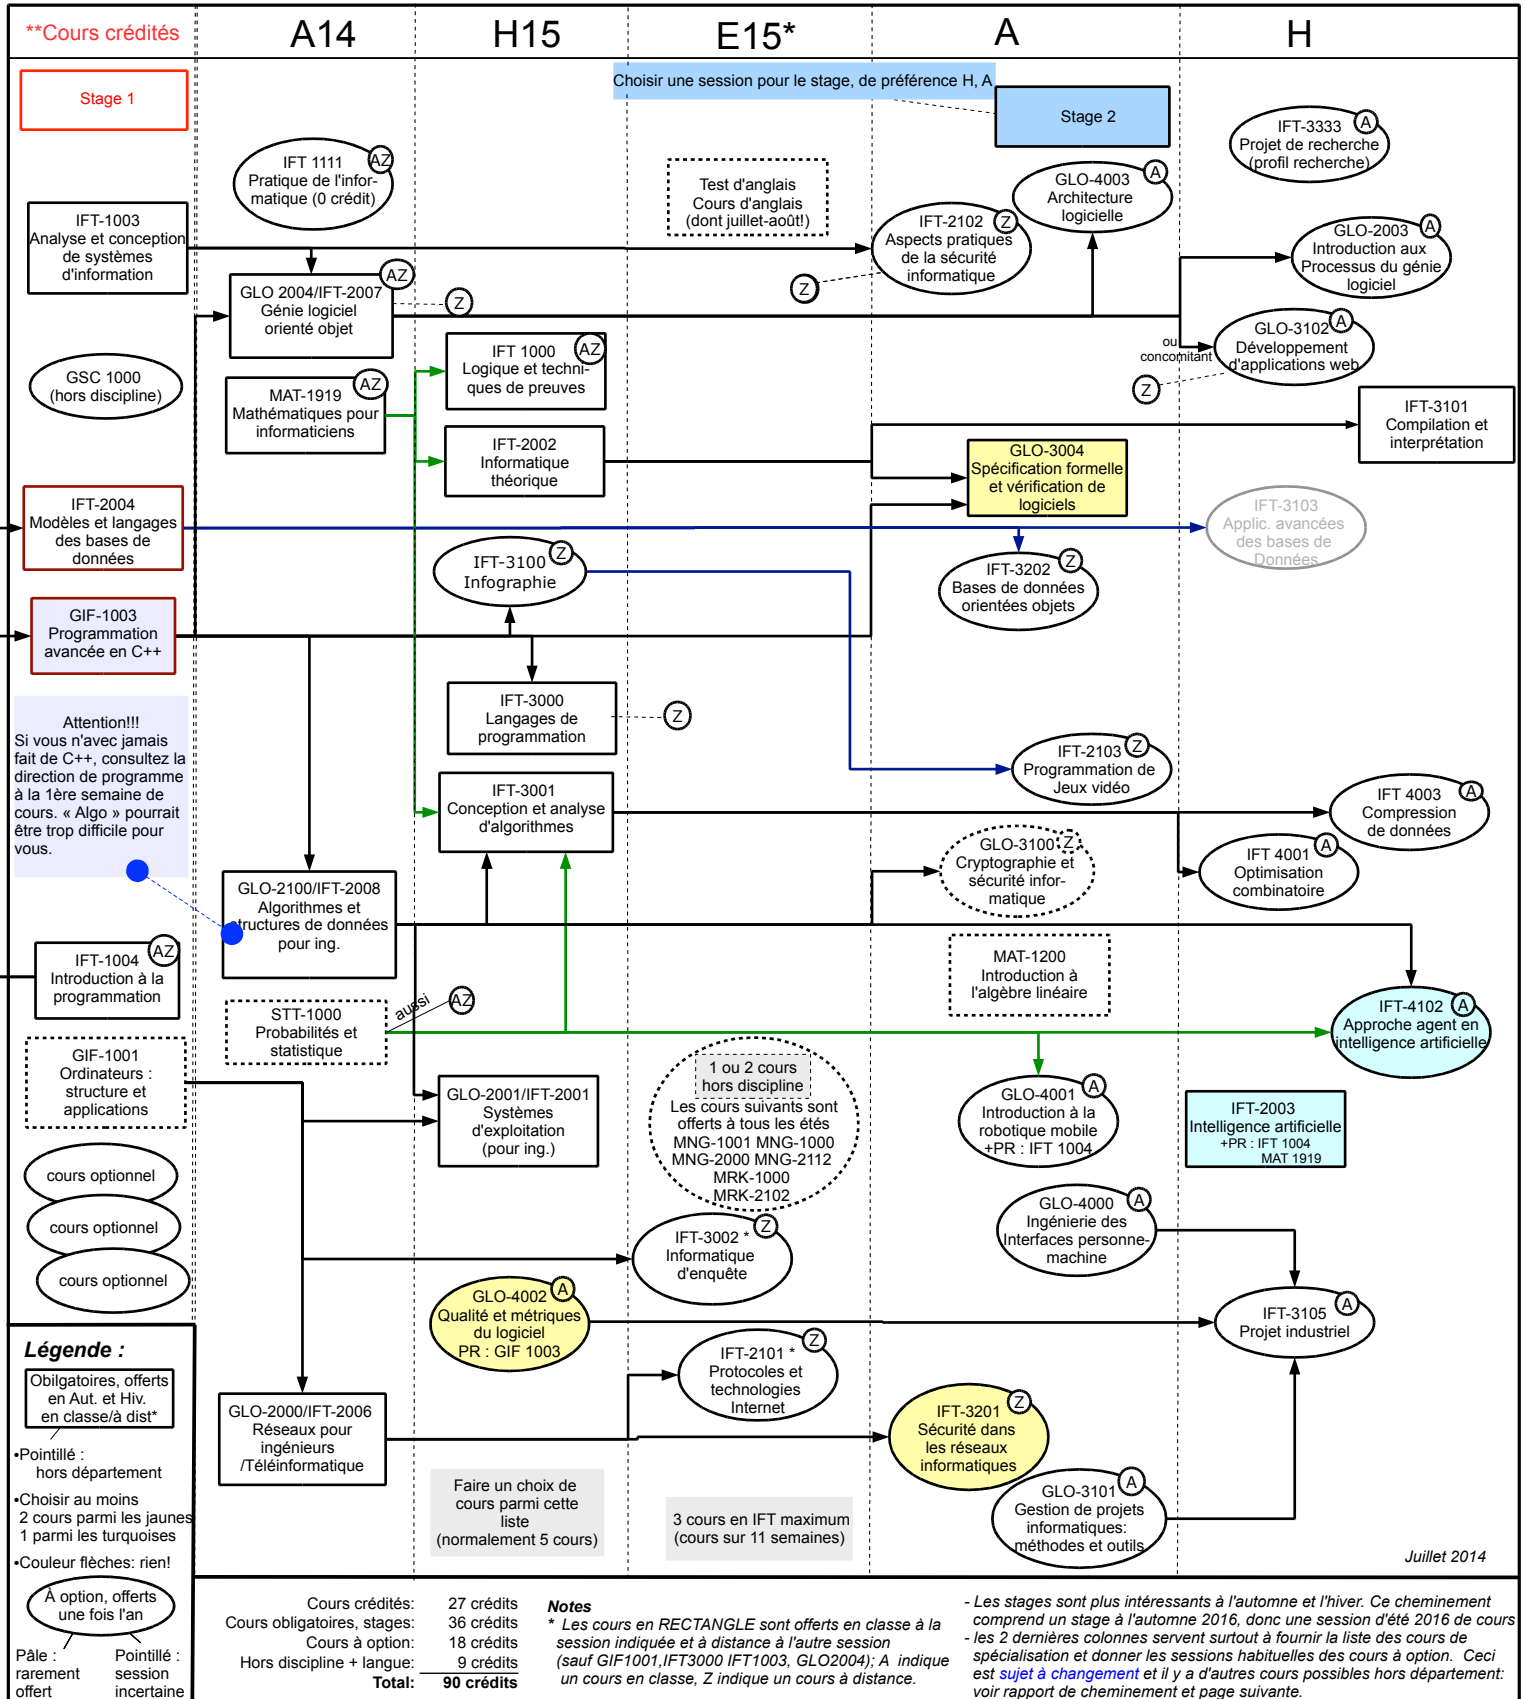 **Cours crédités
A14
H15
E15*
A
H
Stage 1
Choisir une session pour le stage, de préférence H, A
Stage 2
IFT-3333
Projet de recherche
(profil recherche)
A
IFT 1111
Pratique de l'infor-
matique (0 crédit)
AZ
Test d'anglais
Cours d'anglais
(dont juillet-août!)
GLO-4003
Architecture
logicielle
A
IFT-1003
Analyse et conception
de systèmes
d'information
IFT-2102
Aspects pratiques
de la sécurité
informatique
Z
Z
GLO-2003
Introduction aux
Processus du génie
logiciel
A
GLO 2004/IFT-2007
Génie logiciel
orienté objet
AZ
Z
IFT 1000
Logique et techni-
ques de preuves
AZ
GLO-3102
Développement
d'applications web
A
ou
concomitant
Z
GSC 1000
(hors discipline)
MAT-1919
Mathématiques pour
informaticiens
AZ
IFT-3101
Compilation et
interprétation
IFT-2002
Informatique
théorique
GLO-3004
Spécification formelle
et vérification de
logiciels
IFT-2004
Modèles et langages
des bases de
données
IFT-3103
Applic. avancées
des bases de
Données
IFT-3100
Infographie
Z
IFT-3202
Bases de données
orientées objets
Z
GIF-1003
Programmation
avancée en C++
IFT-3000
Langages de
programmation
Z
Attention!!!
Si vous n'avec jamais
fait de C++, consultez la
direction de programme
à la 1ère semaine de
cours. « Algo » pourrait
être trop difficile pour
vous.
IFT-2103
Programmation de
Jeux vidéo
Z
IFT-3001
Conception et analyse
d'algorithmes
IFT 4003
Compression
de données
A
GLO-3100
Cryptographie et
sécurité infor-
matique
Z
IFT 4001
Optimisation
combinatoire
A
GLO-2100/IFT-2008
Algorithmes et
structures de données
pour ing.
IFT-1004
Introduction à la
programmation
AZ
MAT-1200
Introduction à
l'algèbre linéaire
STT-1000
Probabilités et
statistique
aussi
AZ
IFT-4102
Approche agent en
intelligence artificielle
A
GIF-1001
Ordinateurs :
structure et
applications
1 ou 2 cours
hors discipline
Les cours suivants sont
offerts à tous les étés
MNG-1001 MNG-1000
MNG-2000 MNG-2112
MRK-1000
MRK-2102
GLO-2001/IFT-2001
Systèmes
d'exploitation
(pour ing.)
GLO-4001
Introduction à la
robotique mobile
+PR : IFT 1004
A
IFT-2003
Intelligence artificielle
+PR : IFT 1004
MAT 1919
cours optionnel
cours optionnel
cours optionnel
GLO-4000
Ingénierie des
Interfaces personne-
machine
A
IFT-3002 *
Informatique
d'enquête
Z
GLO-4002
Qualité et métriques
du logiciel
PR : GIF 1003
A
IFT-3105
Projet industriel
A
IFT-2101 *
Protocoles et
technologies
Internet
Z
GLO-2000/IFT-2006
Réseaux pour
ingénieurs
/Téléinformatique
IFT-3201
Sécurité dans
les réseaux
informatiques
Z
Faire un choix de
cours parmi cette
liste
(normalement 5 cours)
3 cours en IFT maximum
(cours sur 11 semaines)
GLO-3101
Gestion de projets
informatiques:
méthodes et outils
A
Juillet 2014
Légende :
Obilgatoires, offerts
en Aut. et Hiv.
en classe/à dist*
•Pointillé :
hors département
•Choisir au moins
2 cours parmi les jaunes
1 parmi les turquoises
•Couleur flèches: rien!
À option, offerts
une fois l'an
Pâle :
rarement
offert
Pointillé :
session
incertaine
Cours crédités: 27 crédits
Cours obligatoires, stages: 36 crédits
Cours à option: 18 crédits
Hors discipline + langue: 9 crédits
Total: 90 crédits
Notes
* Les cours en RECTANGLE sont offerts en classe à la
session indiquée et à distance à l'autre session
(sauf GIF1001,IFT3000 IFT1003, GLO2004); A indique
un cours en classe, Z indique un cours à distance.
- Les stages sont plus intéressants à l'automne et l'hiver. Ce cheminement
comprend un stage à l'automne 2016, donc une session d'été 2016 de cours
- les 2 dernières colonnes servent surtout à fournir la liste des cours de
spécialisation et donner les sessions habituelles des cours à option. Ceci
est sujet à changement et il y a d'autres cours possibles hors département:
voir rapport de cheminement et page suivante.